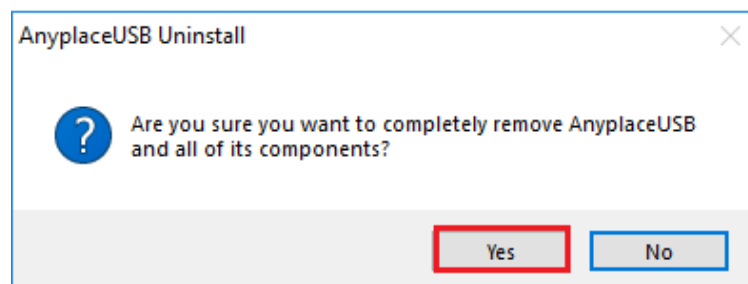 AnyplaceUSB Uninstall
Are you sure you want to completely remove AnyplaceUSB
and all of its components?
Yes
No